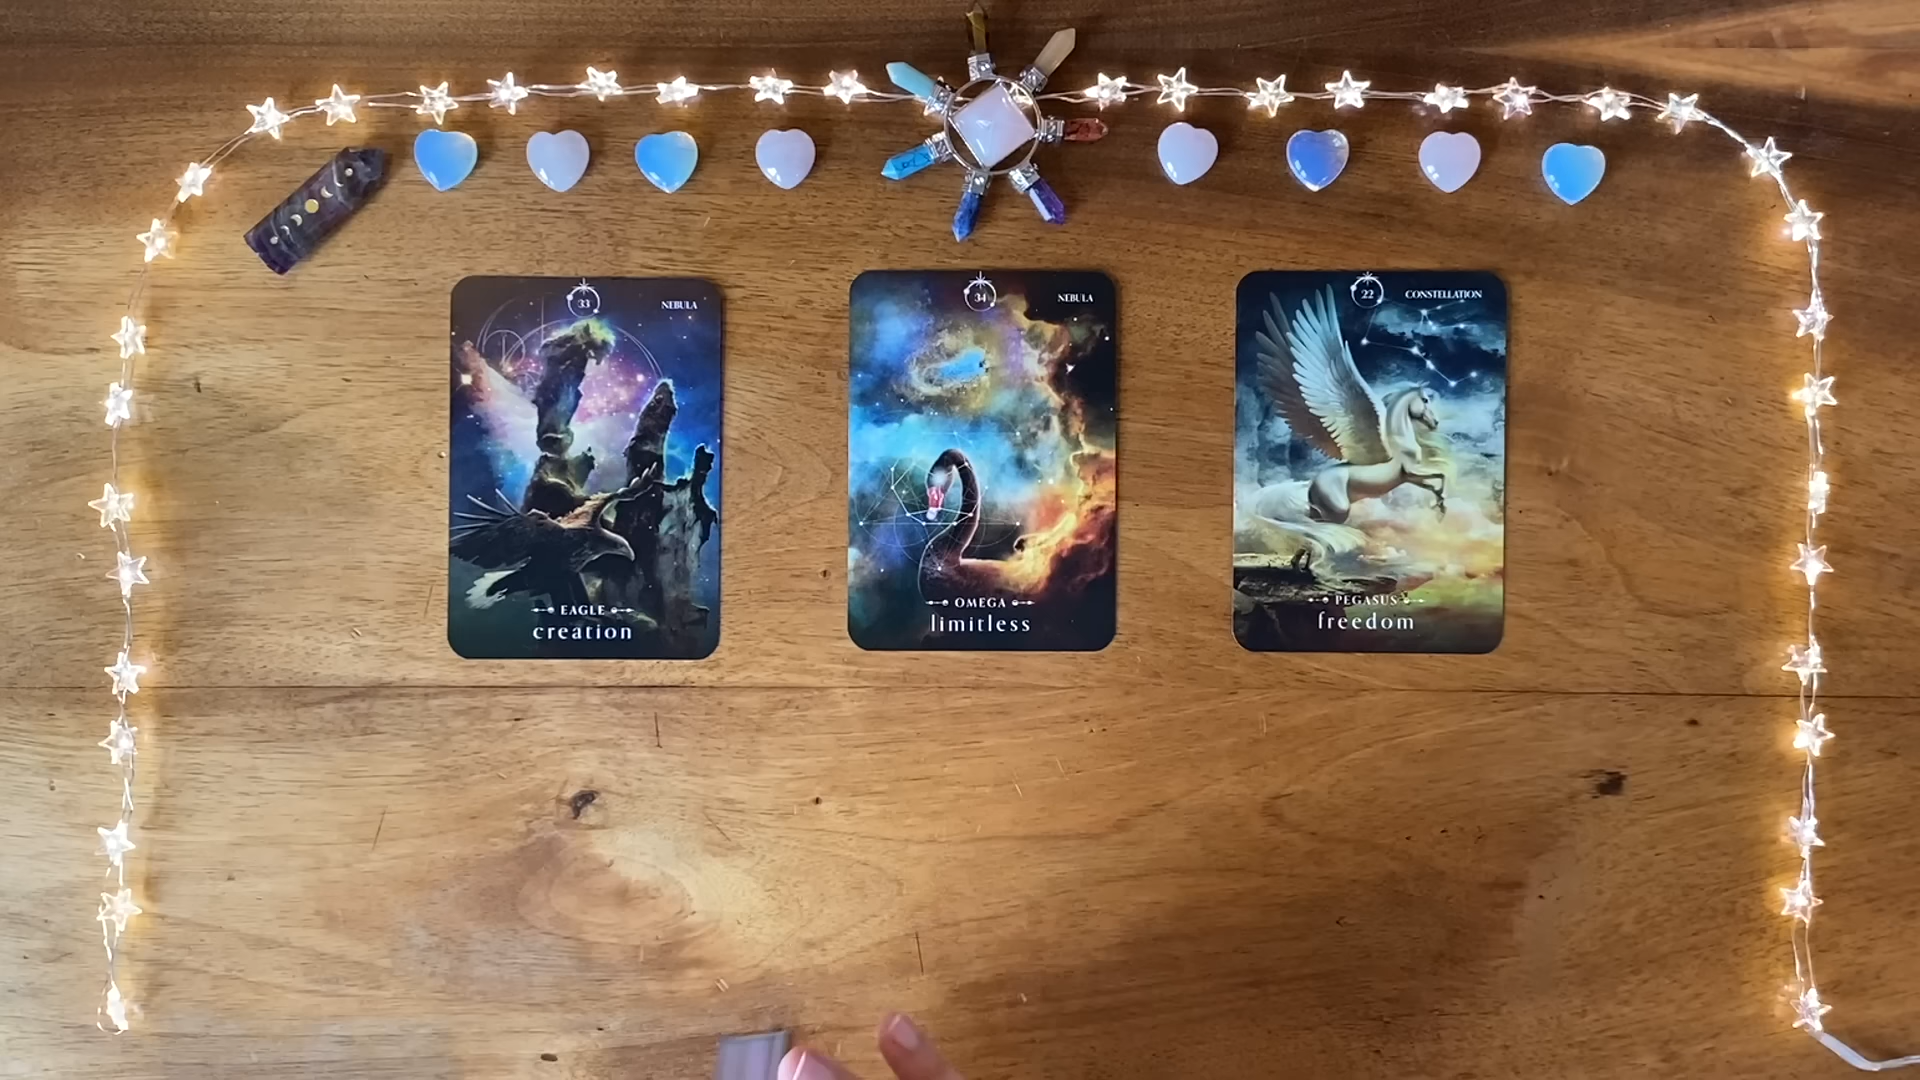 33
NEBULA
EAGLE
creation
34
NEBULA
OMEGA
limitless
22
CONSTELLATION
PEGASUS
freedom